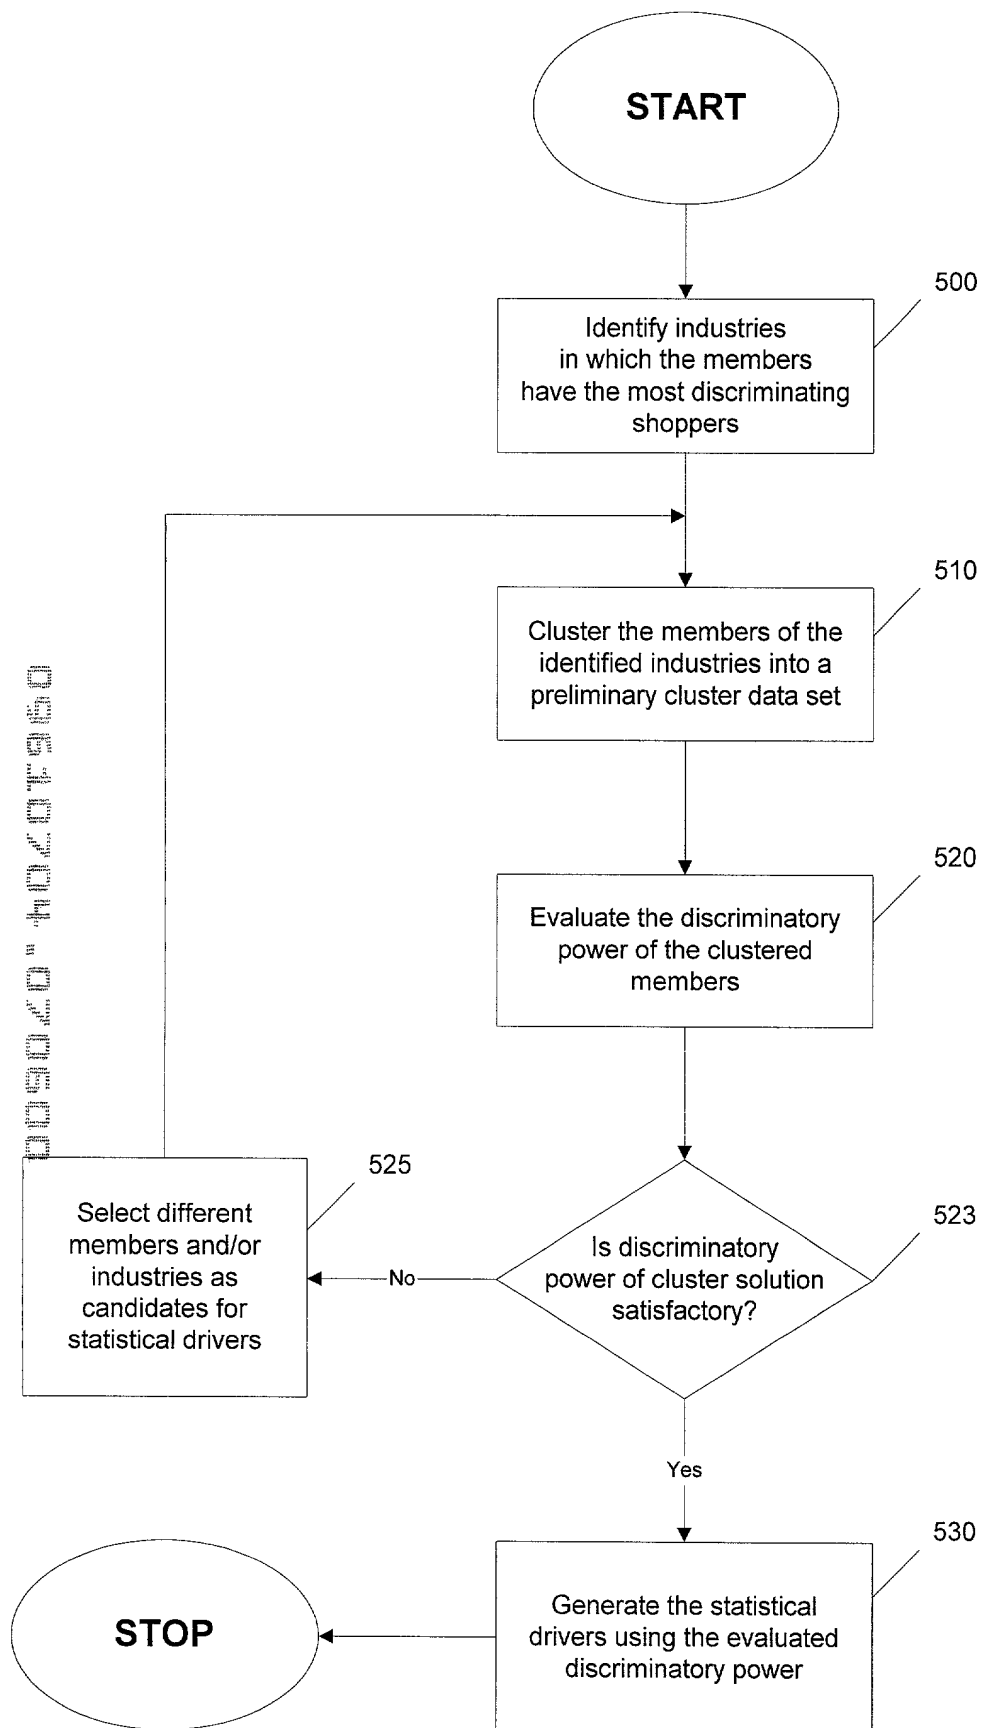 START
500
Identify industries
in which the members
have the most discriminating
shoppers
510
Cluster the members of the
identified industries into a
preliminary cluster data set
520
Evaluate the discriminatory
power of the clustered
members
525
Select different
members and/or
industries as
candidates for
statistical drivers
No
523
Is discriminatory
power of cluster solution
satisfactory?
Yes
530
Generate the statistical
drivers using the evaluated
discriminatory power
STOP